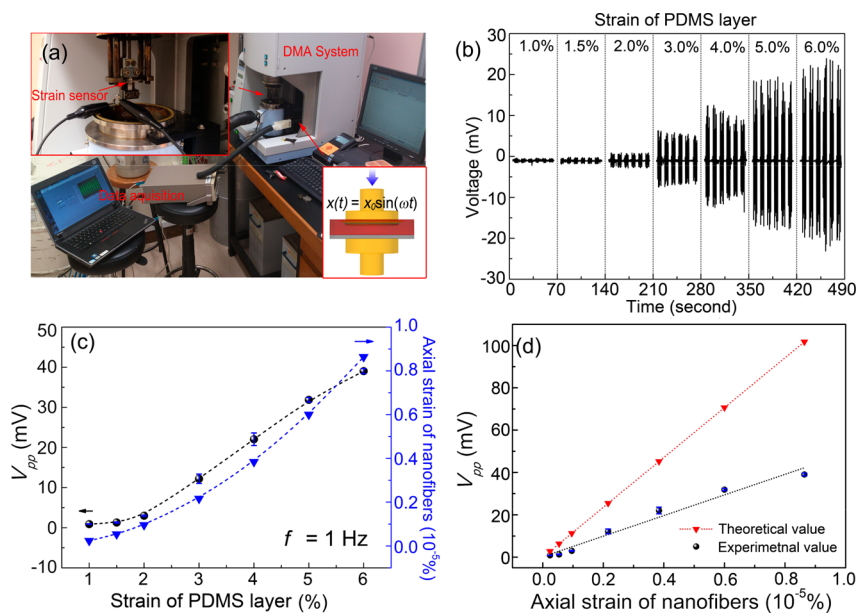 (a)
DMA System
Strain sensor
Data aquisition
x(t) = x₀sin(ωt)
(b)
Strain of PDMS layer
1.0% 1.5% 2.0% 3.0% 4.0% 5.0% 6.0%
30
20
10
0
-10
-20
-30
Voltage (mV)
0 70 140 210 280 350 420 490
Time (second)
(c)
50
40
30
20
10
0
-10
Vpp (mV)
1.0
0.8
0.6
0.4
0.2
0.0
Axial strain of nanofibers (10⁻⁵%)
f = 1 Hz
1 2 3 4 5 6
Strain of PDMS layer (%)
(d)
100
80
60
40
20
0
Vpp (mV)
Theoretical value
Experimetnal value
0.0 0.2 0.4 0.6 0.8 1.0
Axial strain of nanofibers (10⁻⁵%)